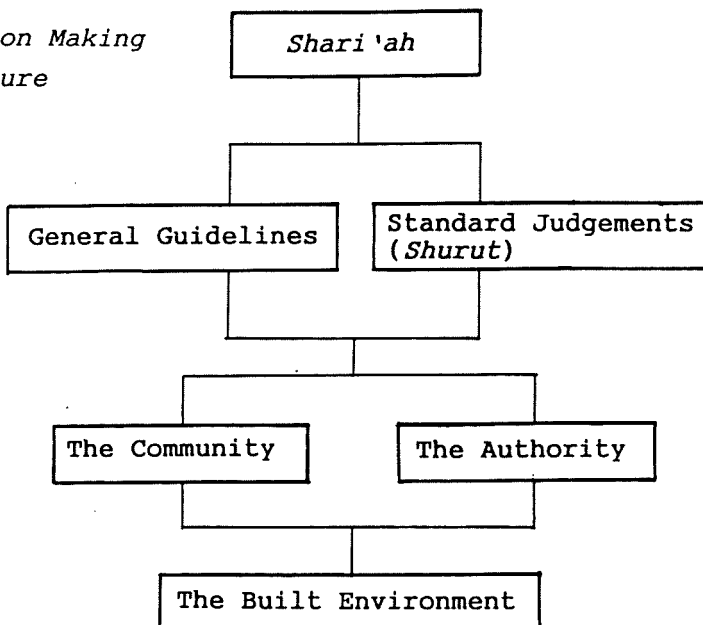 on Making
Shari'ah
ure
General Guidelines
Standard Judgements
(Shurut)
The Community
The Authority
The Built Environment